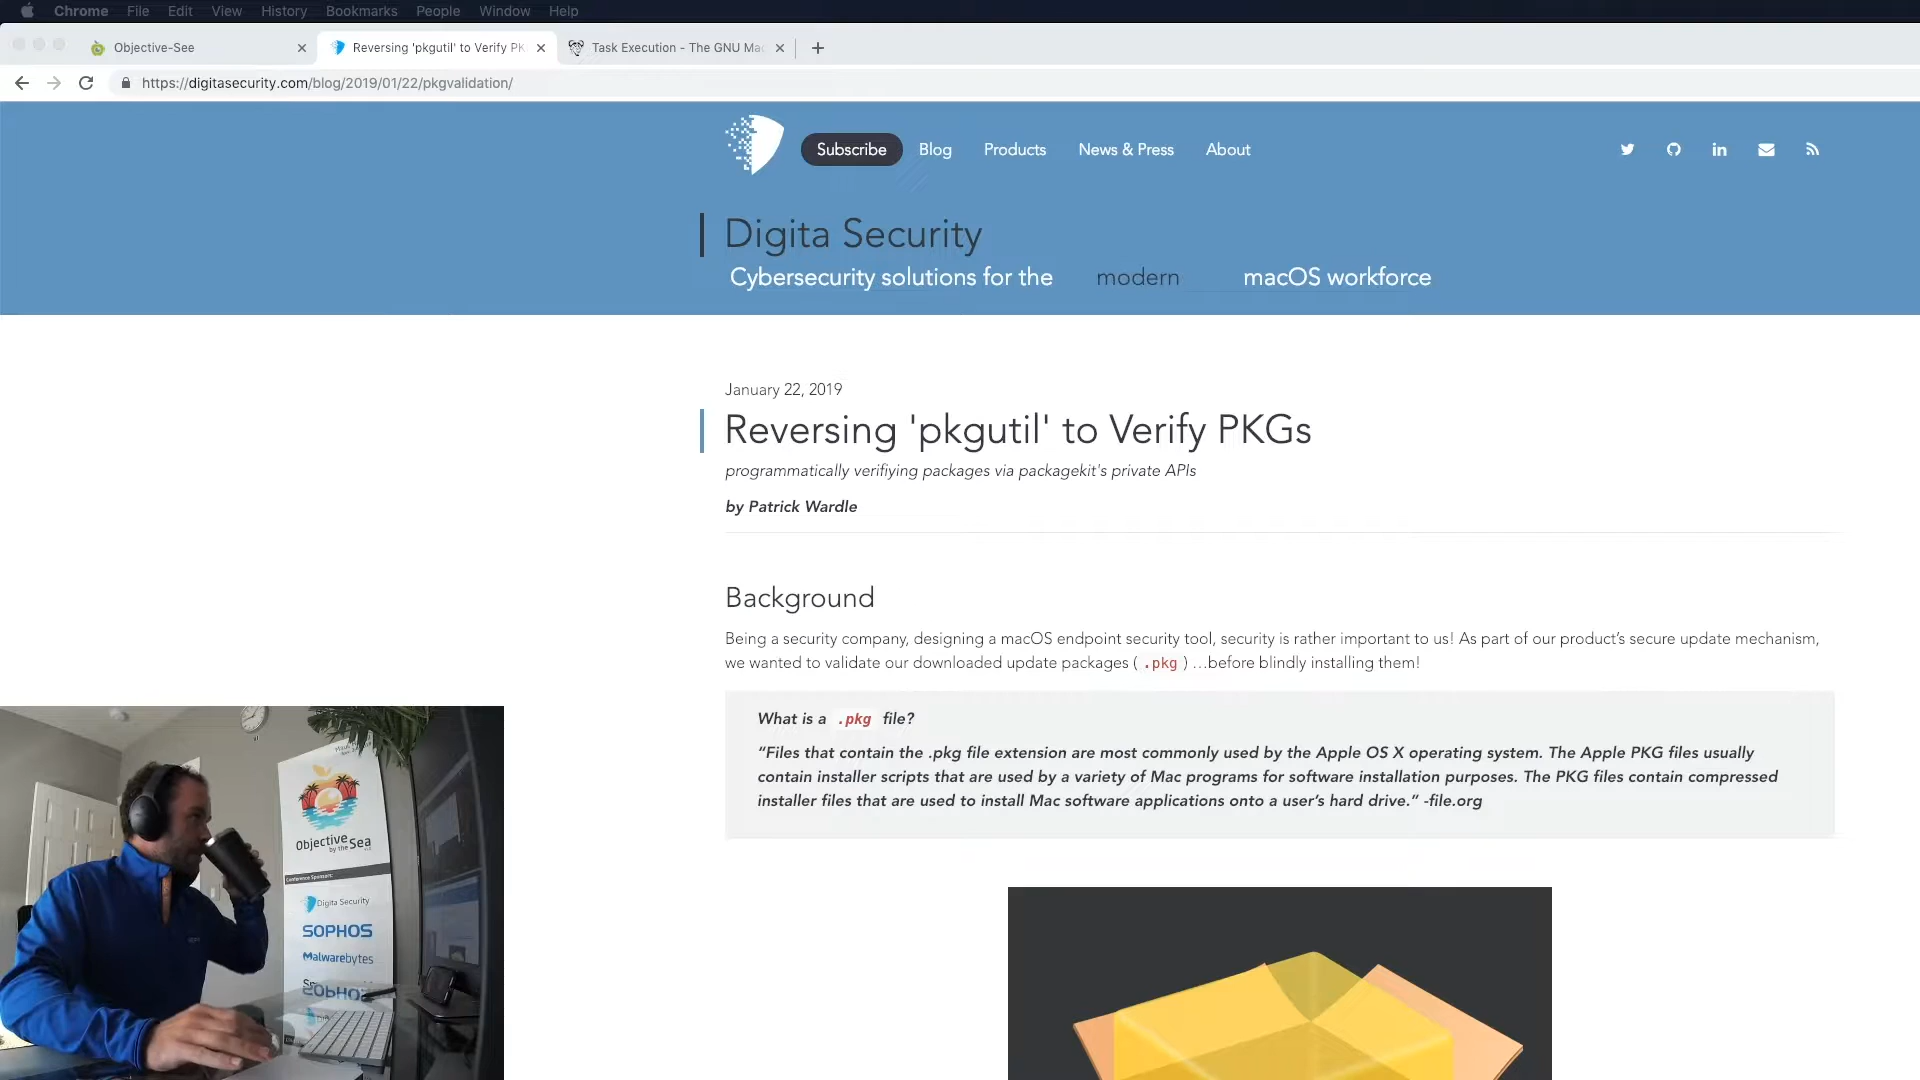 Chrome File Edit View History Bookmarks People Window Help
Objective-See
Reversing 'pkgutil' to Verify PK
Task Execution - The GNU Mac
https://digitasecurity.com/blog/2019/01/22/pkgvalidation/
Subscribe Blog Products News & Press About
Digita Security
Cybersecurity solutions for the modern macOS workforce
January 22, 2019
Reversing 'pkgutil' to Verify PKGs
programmatically verifiying packages via packagekit's private APIs
by Patrick Wardle
Background
Being a security company, designing a macOS endpoint security tool, security is rather important to us! As part of our product’s secure update mechanism,
we wanted to validate our downloaded update packages ( .pkg ) …before blindly installing them!
What is a .pkg file?
“Files that contain the .pkg file extension are most commonly used by the Apple OS X operating system. The Apple PKG files usually
contain installer scripts that are used by a variety of Mac programs for software installation purposes. The PKG files contain compressed
installer files that are used to install Mac software applications onto a user’s hard drive.” -file.org
Objective
by the Sea
Conference Sponsors:
Digita Security
SOPHOS
Malwarebytes